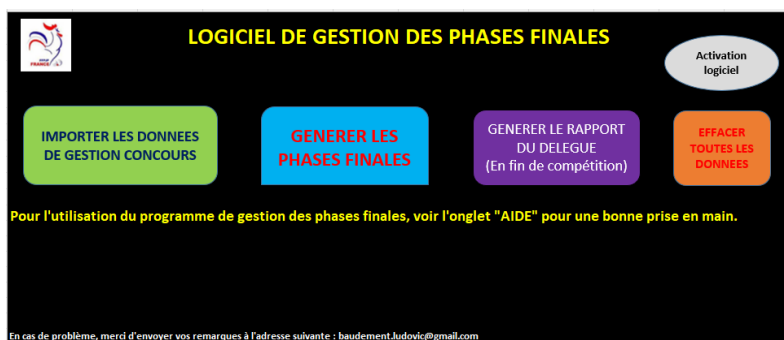 FRANCE
LOGICIEL DE GESTION DES PHASES FINALES
Activation
logiciel
IMPORTER LES DONNEES
DE GESTION CONCOURS
GENERER LES
PHASES FINALES
GENERER LE RAPPORT
DU DELEGUE
(En fin de compétition)
EFFACER
TOUTES LES
DONNEES
Pour l'utilisation du programme de gestion des phases finales, voir l'onglet "AIDE" pour une bonne prise en main.
En cas de problème, merci d'envoyer vos remarques à l'adresse suivante : baudement.ludovic@gmail.com